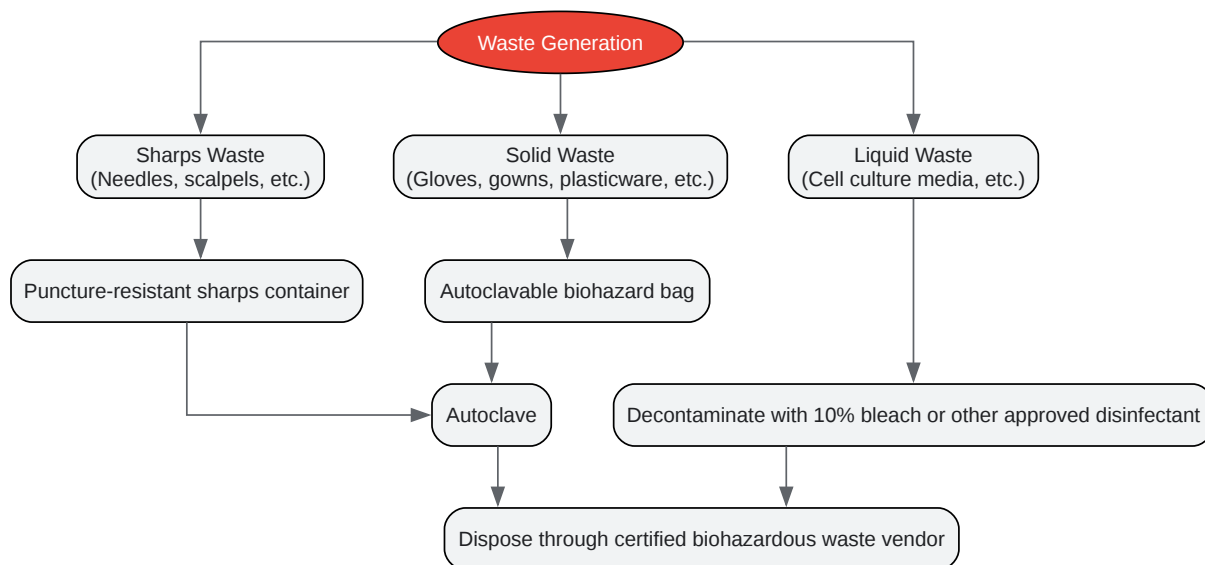 Waste Generation
Sharps Waste
(Needles, scalpels, etc.)
Solid Waste
(Gloves, gowns, plasticware, etc.)
Liquid Waste
(Cell culture media, etc.)
Puncture-resistant sharps container
Autoclavable biohazard bag
Autoclave
Decontaminate with 10% bleach or other approved disinfectant
Dispose through certified biohazardous waste vendor